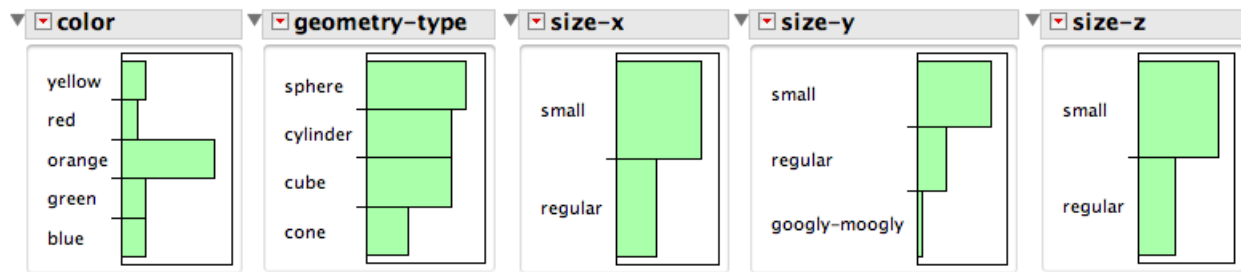 color
yellow
red
orange
green
blue
geometry-type
sphere
cylinder
cube
cone
size-x
small
regular
size-y
small
regular
googly-moogly
size-z
small
regular